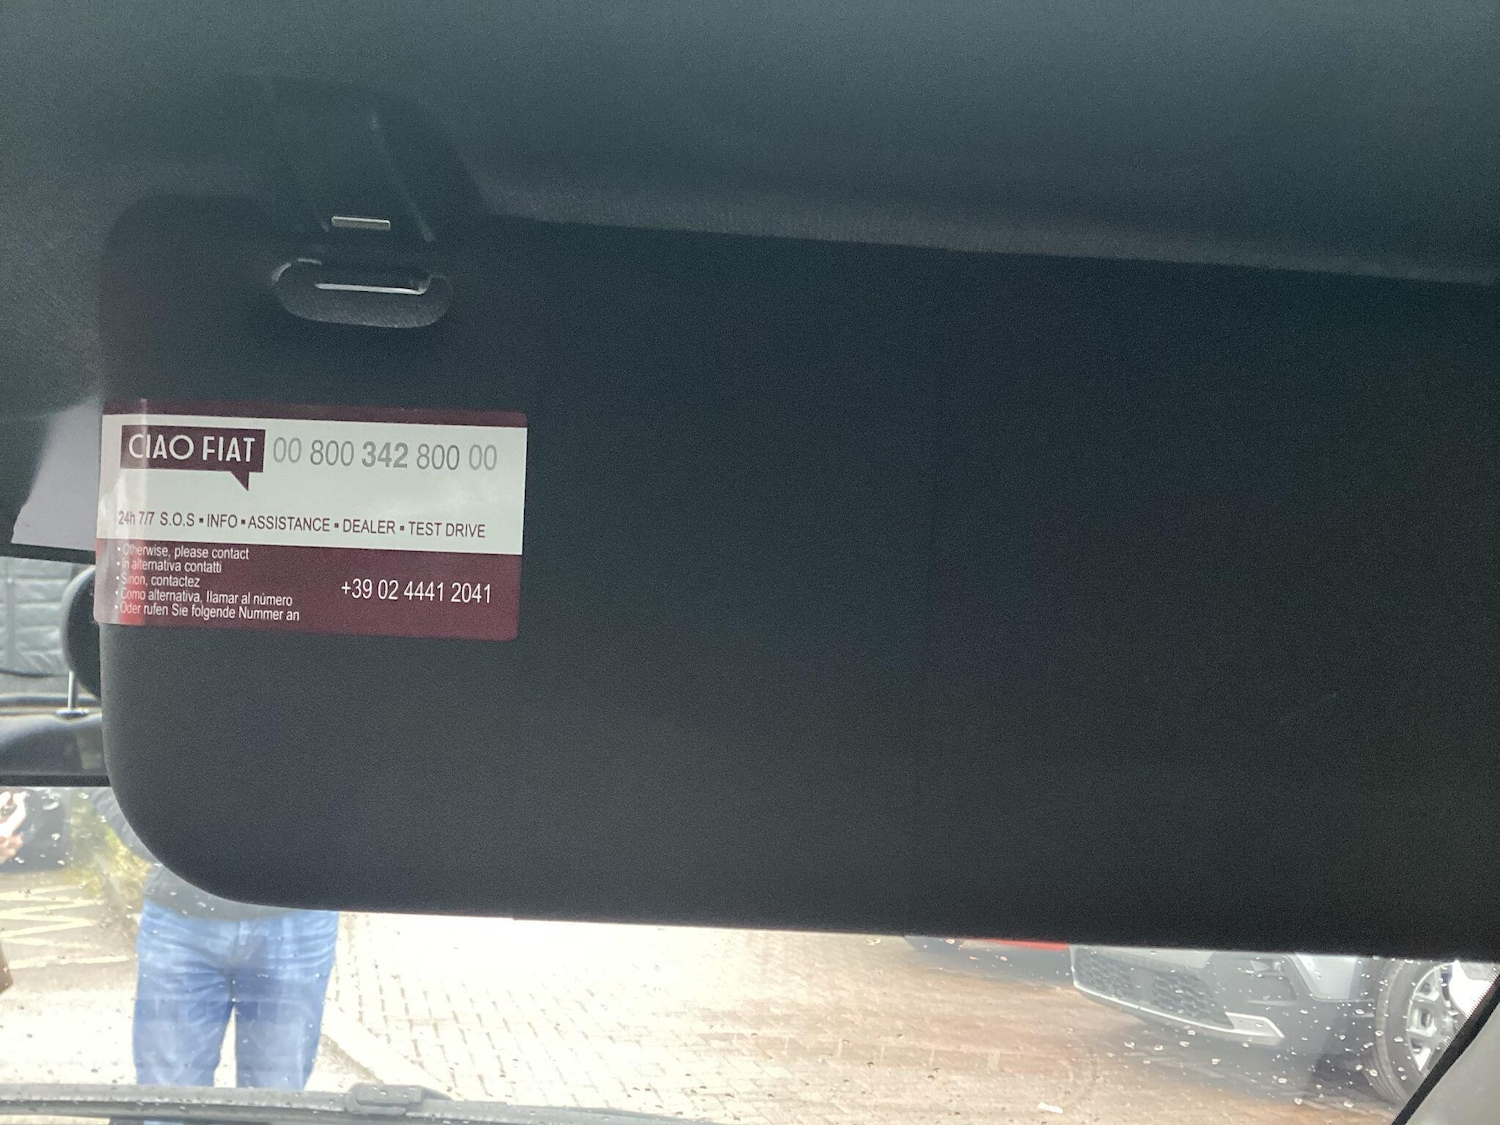 CIAO FIAT 00 800 342 800 00
24h 7/7 S.O.S ▪ INFO ▪ ASSISTANCE ▪ DEALER ▪ TEST DRIVE
• Otherwise, please contact
• In alternativa contatti
• Sinon, contactez
• Como alternativa, llamar al número
• Oder rufen Sie folgende Nummer an
+39 02 4441 2041